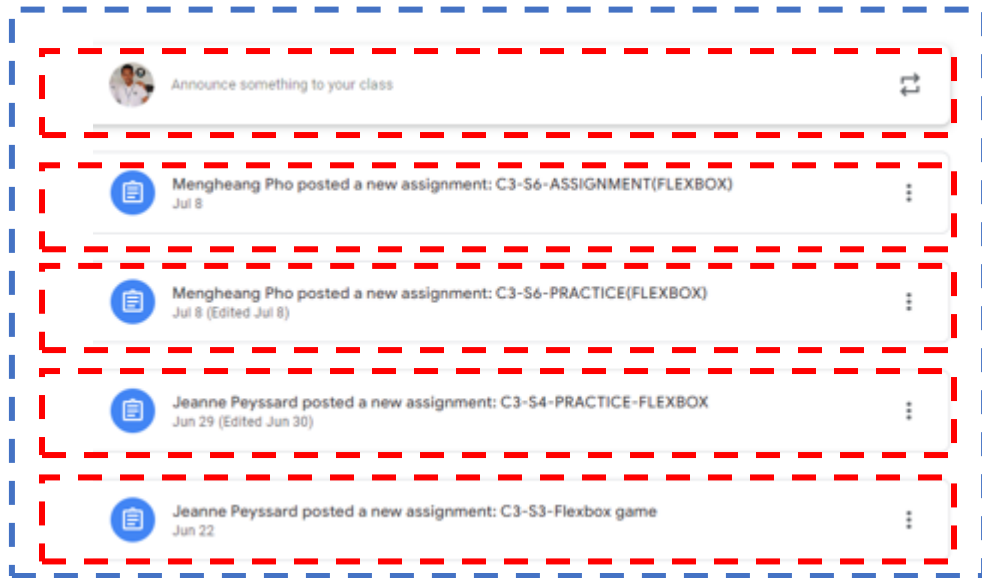 Announce something to your class
Mengheang Pho posted a new assignment: C3-S6-ASSIGNMENT(FLEXBOX)
Jul 8
Mengheang Pho posted a new assignment: C3-S6-PRACTICE(FLEXBOX)
Jul 8 (Edited Jul 8)
Jeanne Peyssard posted a new assignment: C3-S4-PRACTICE-FLEXBOX
Jun 29 (Edited Jun 30)
Jeanne Peyssard posted a new assignment: C3-S3-Flexbox game
Jun 22